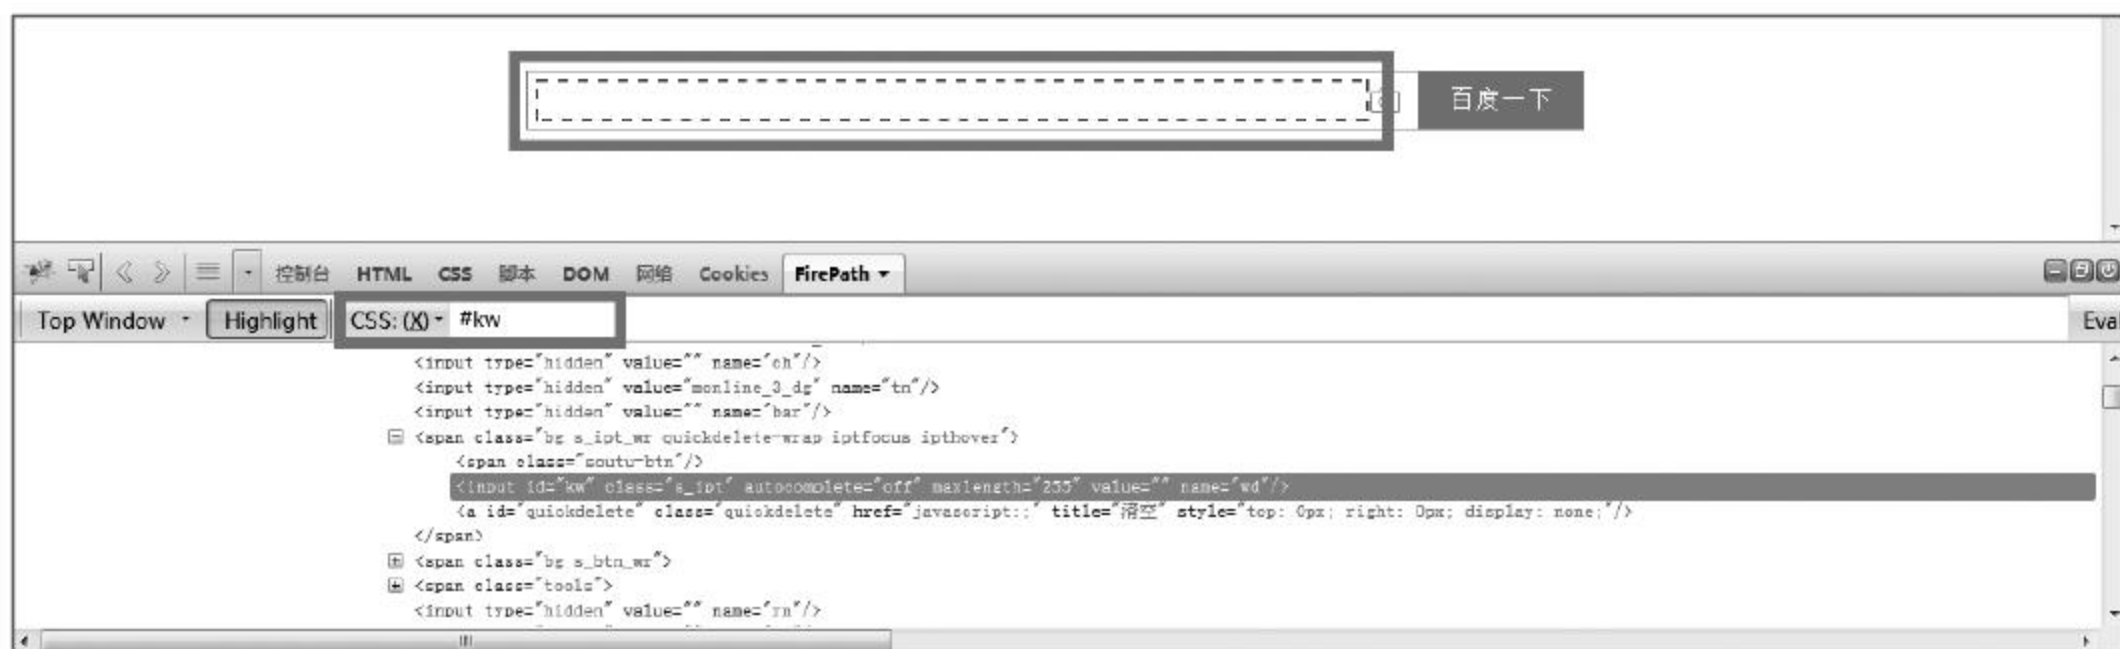 百度一下
控制台 HTML CSS 脚本 DOM 网络 Cookies FirePath
Top Window Highlight CSS: (X) #kw Eval
<input type="hidden" value="" name="ch"/>
<input type="hidden" value="monline_3_dg" name="tn"/>
<input type="hidden" value="" name="bar"/>
<span class="bg s_ipt_wr quickdelete-wrap iptfocus ipthover">
<span class="soutu-btn"/>
<input id="kw" class="s_ipt" autocomplete="off" maxlength="255" value="" name="wd"/>
<a id="quickdelete" class="quickdelete" href="javascript:;" title="清空" style="top: 0px; right: 0px; display: none;"/>
</span>
<span class="bg s_btn_wr">
<span class="tools">
<input type="hidden" value="" name="rn"/>